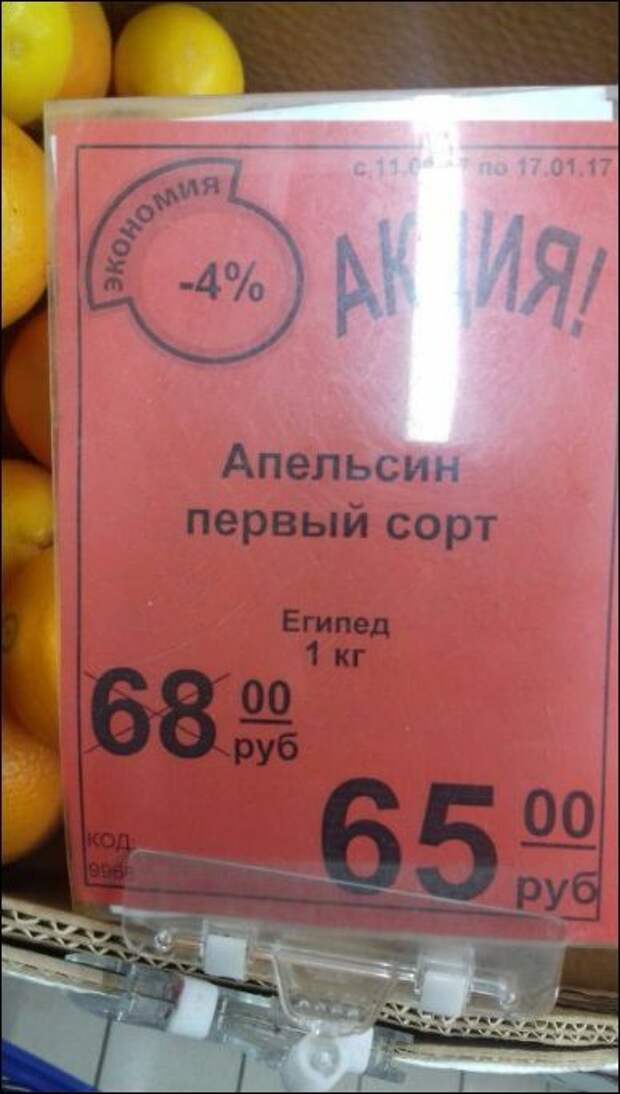 по 17.01.17
ЭКОНОМИЯ
-4%
АКЦИЯ!
Апельсин
первый сорт
Египед
1 кг
68 00
руб
65 00
руб
КОД: